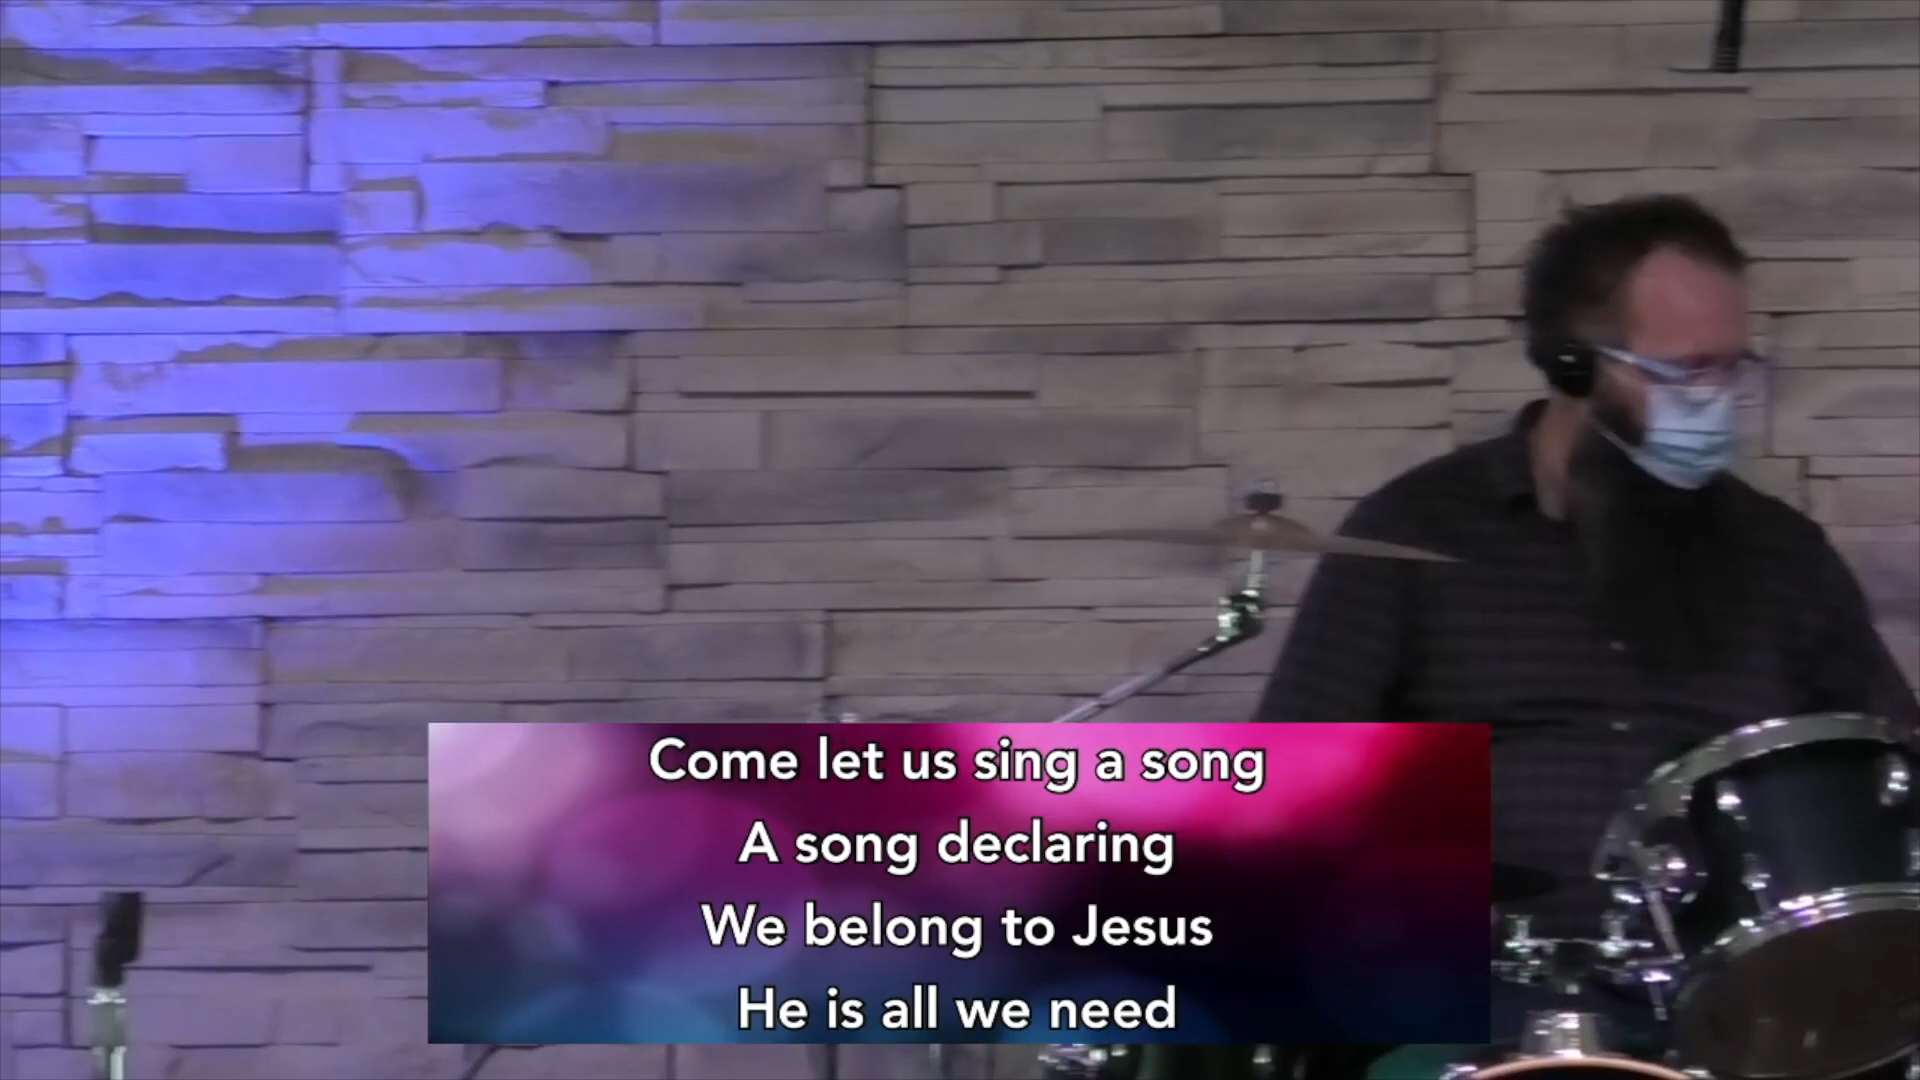 Come let us sing a song
A song declaring
We belong to Jesus
He is all we need